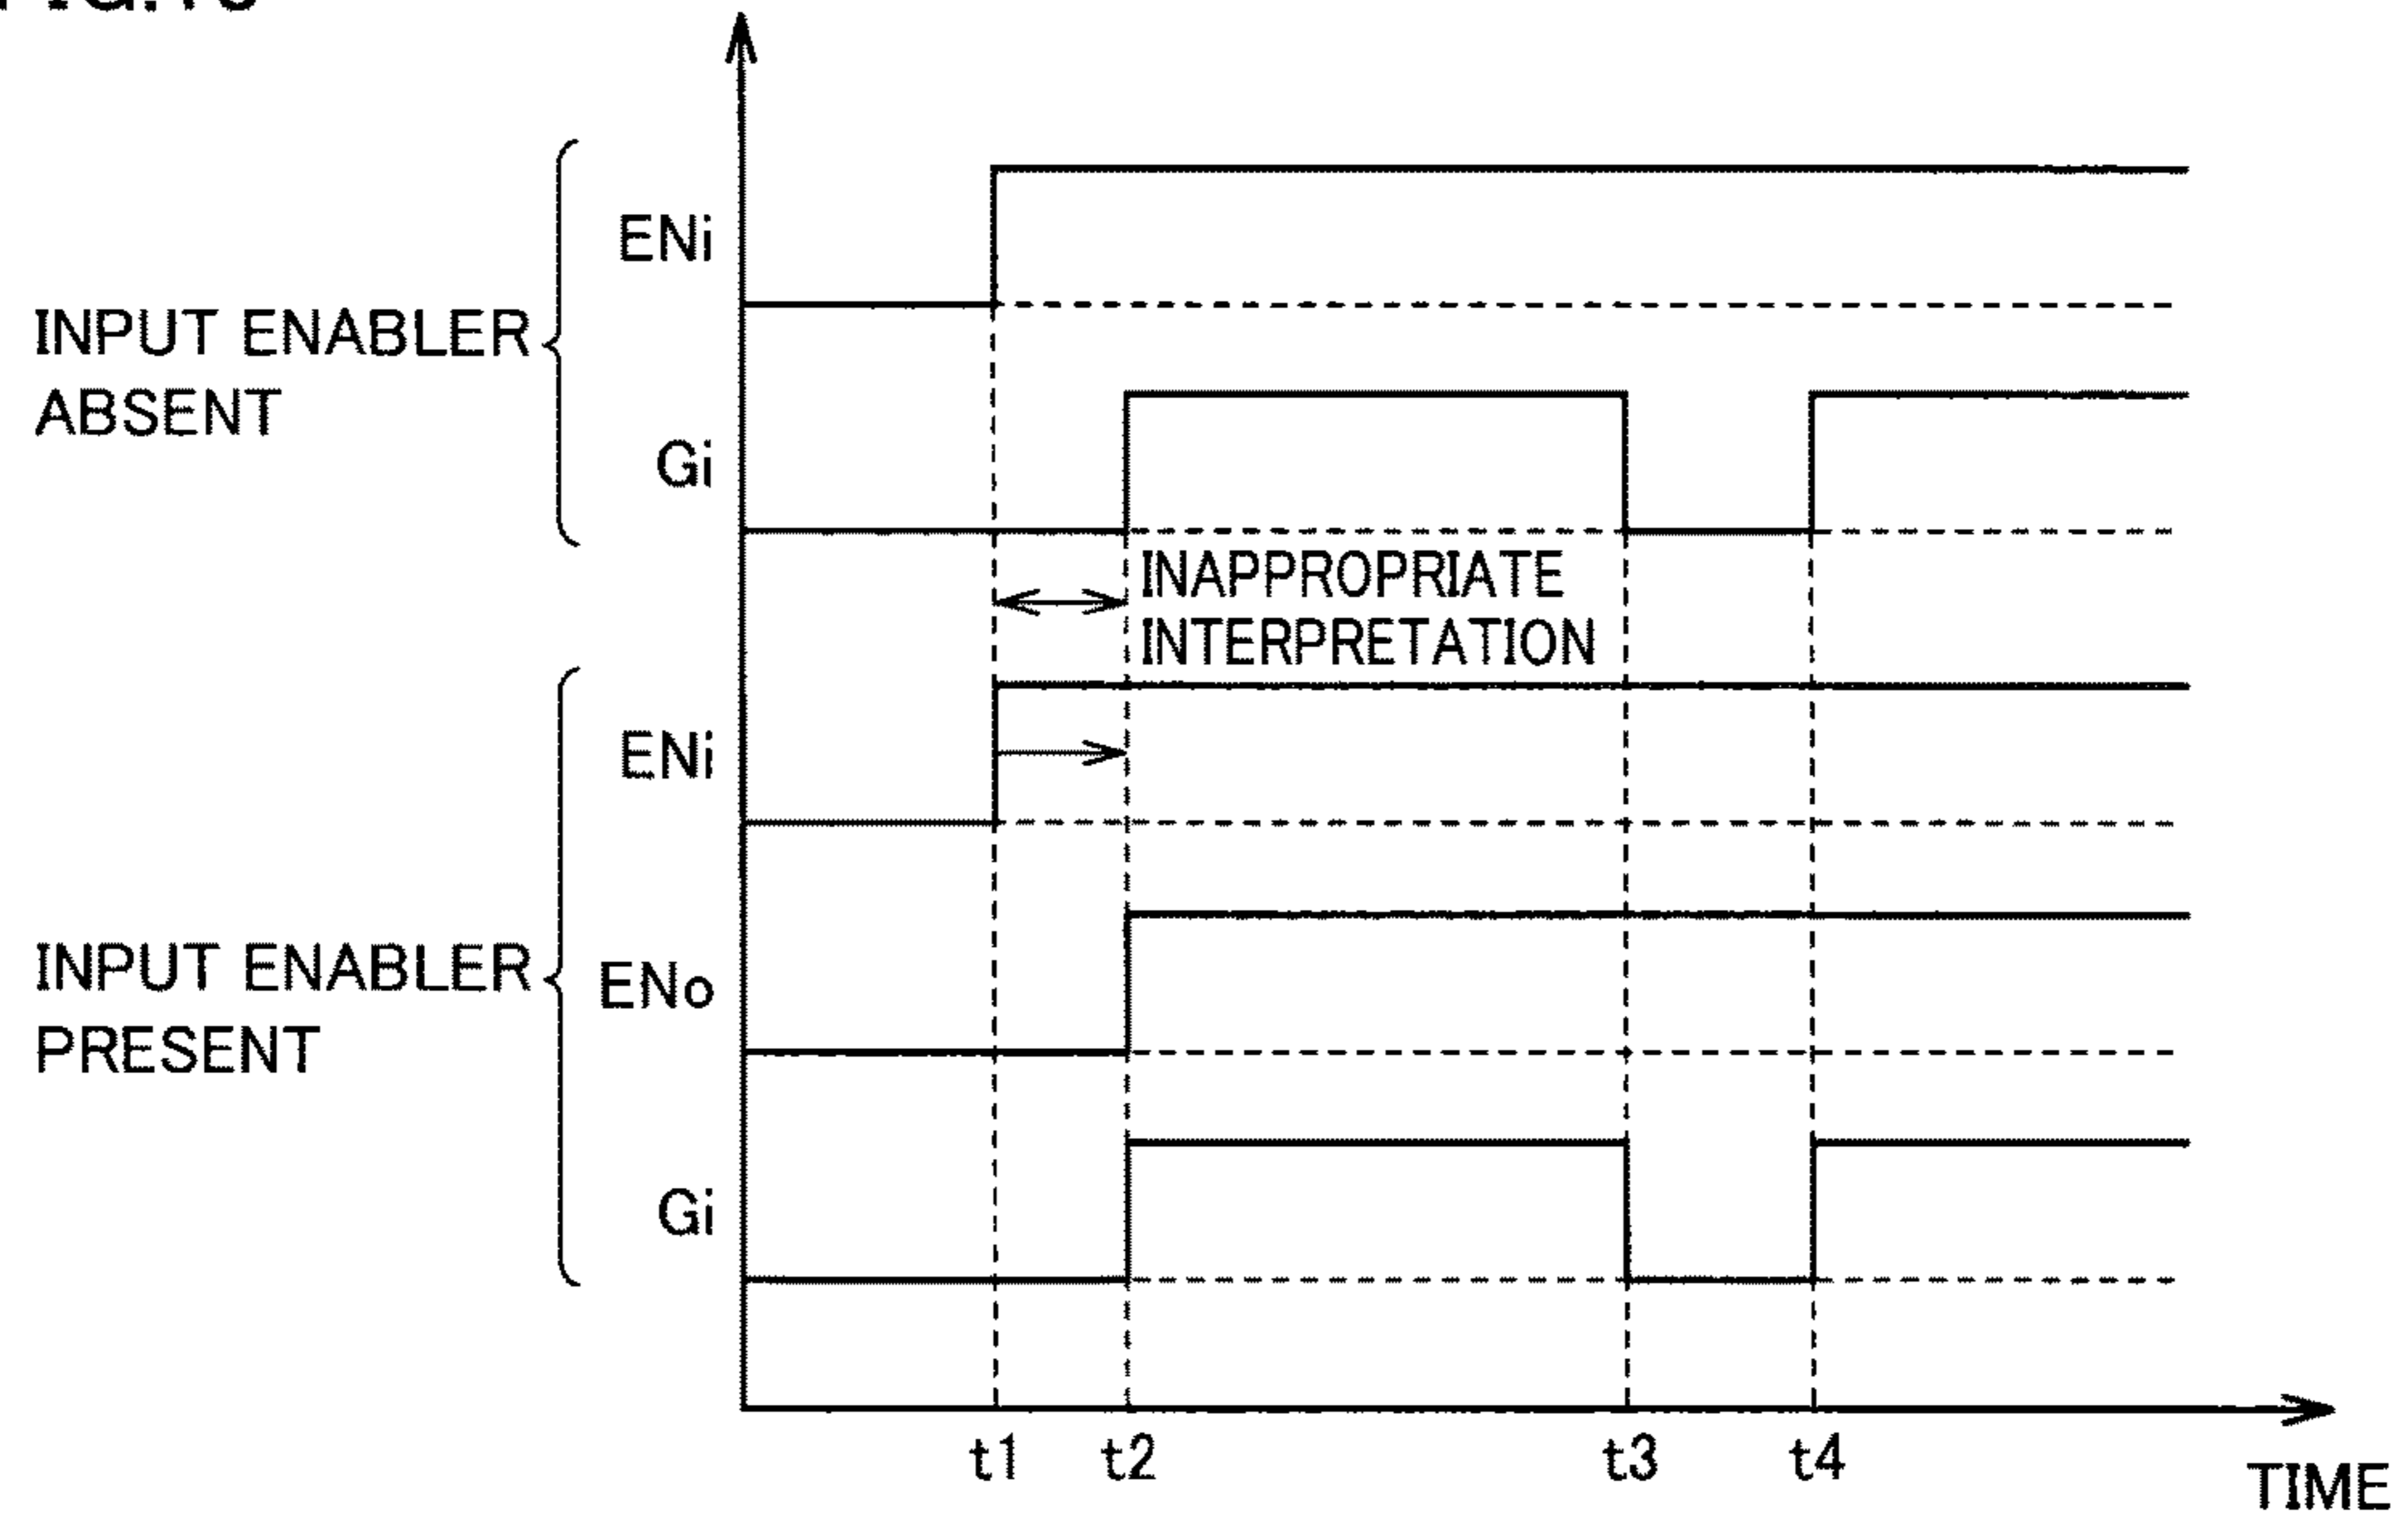 ENi
INPUT ENABLER
ABSENT
Gi
INAPPROPRIATE
INTERPRETATION
ENi
INPUT ENABLER
PRESENT
ENo
Gi
t1 t2 t3 t4
TIME